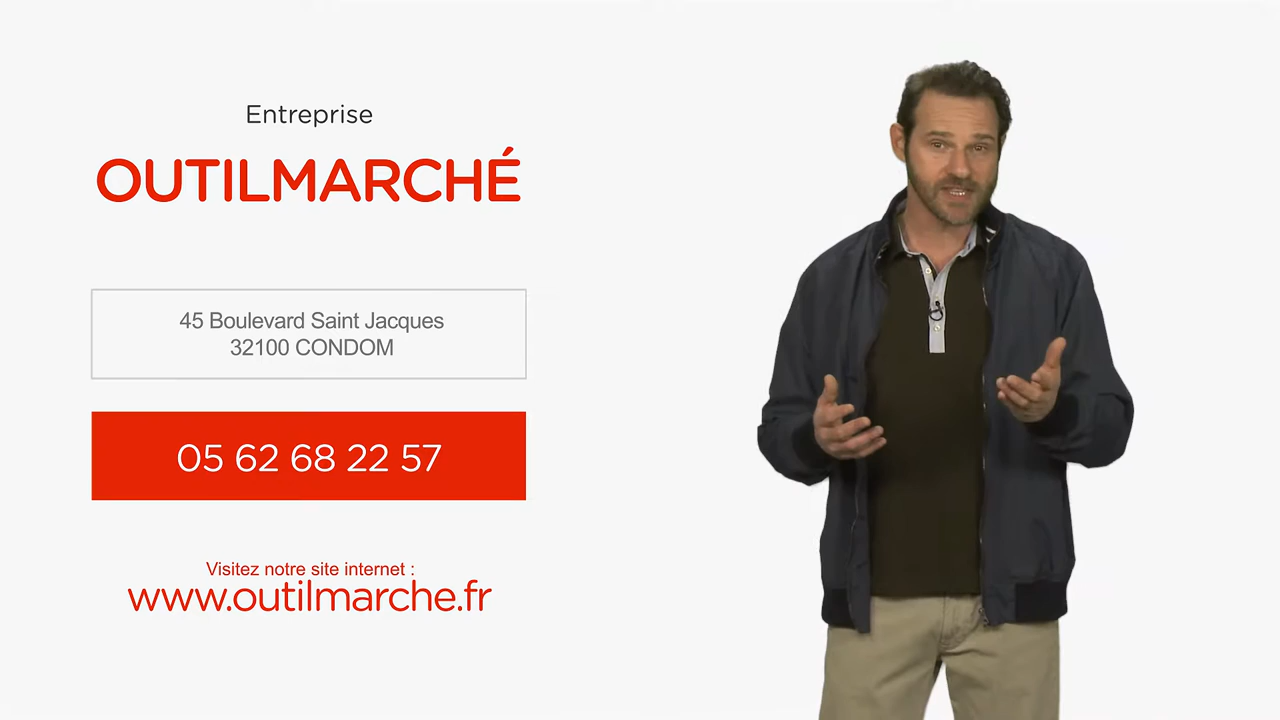 Entreprise
OUTILMARCHÉ
45 Boulevard Saint Jacques
32100 CONDOM
05 62 68 22 57
Visitez notre site internet :
www.outilmarche.fr